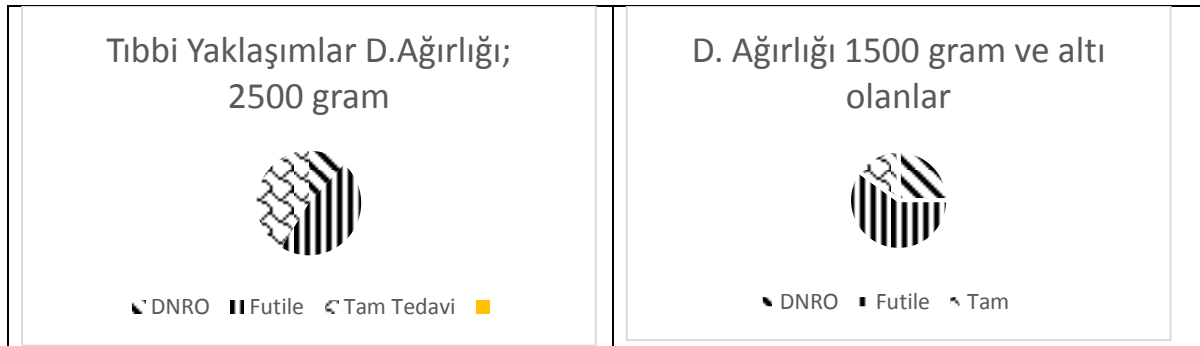 Tıbbi Yaklaşımlar D.Ağırlığı;
2500 gram
DNRO Futile Tam Tedavi
D. Ağırlığı 1500 gram ve altı
olanlar
DNRO Futile Tam